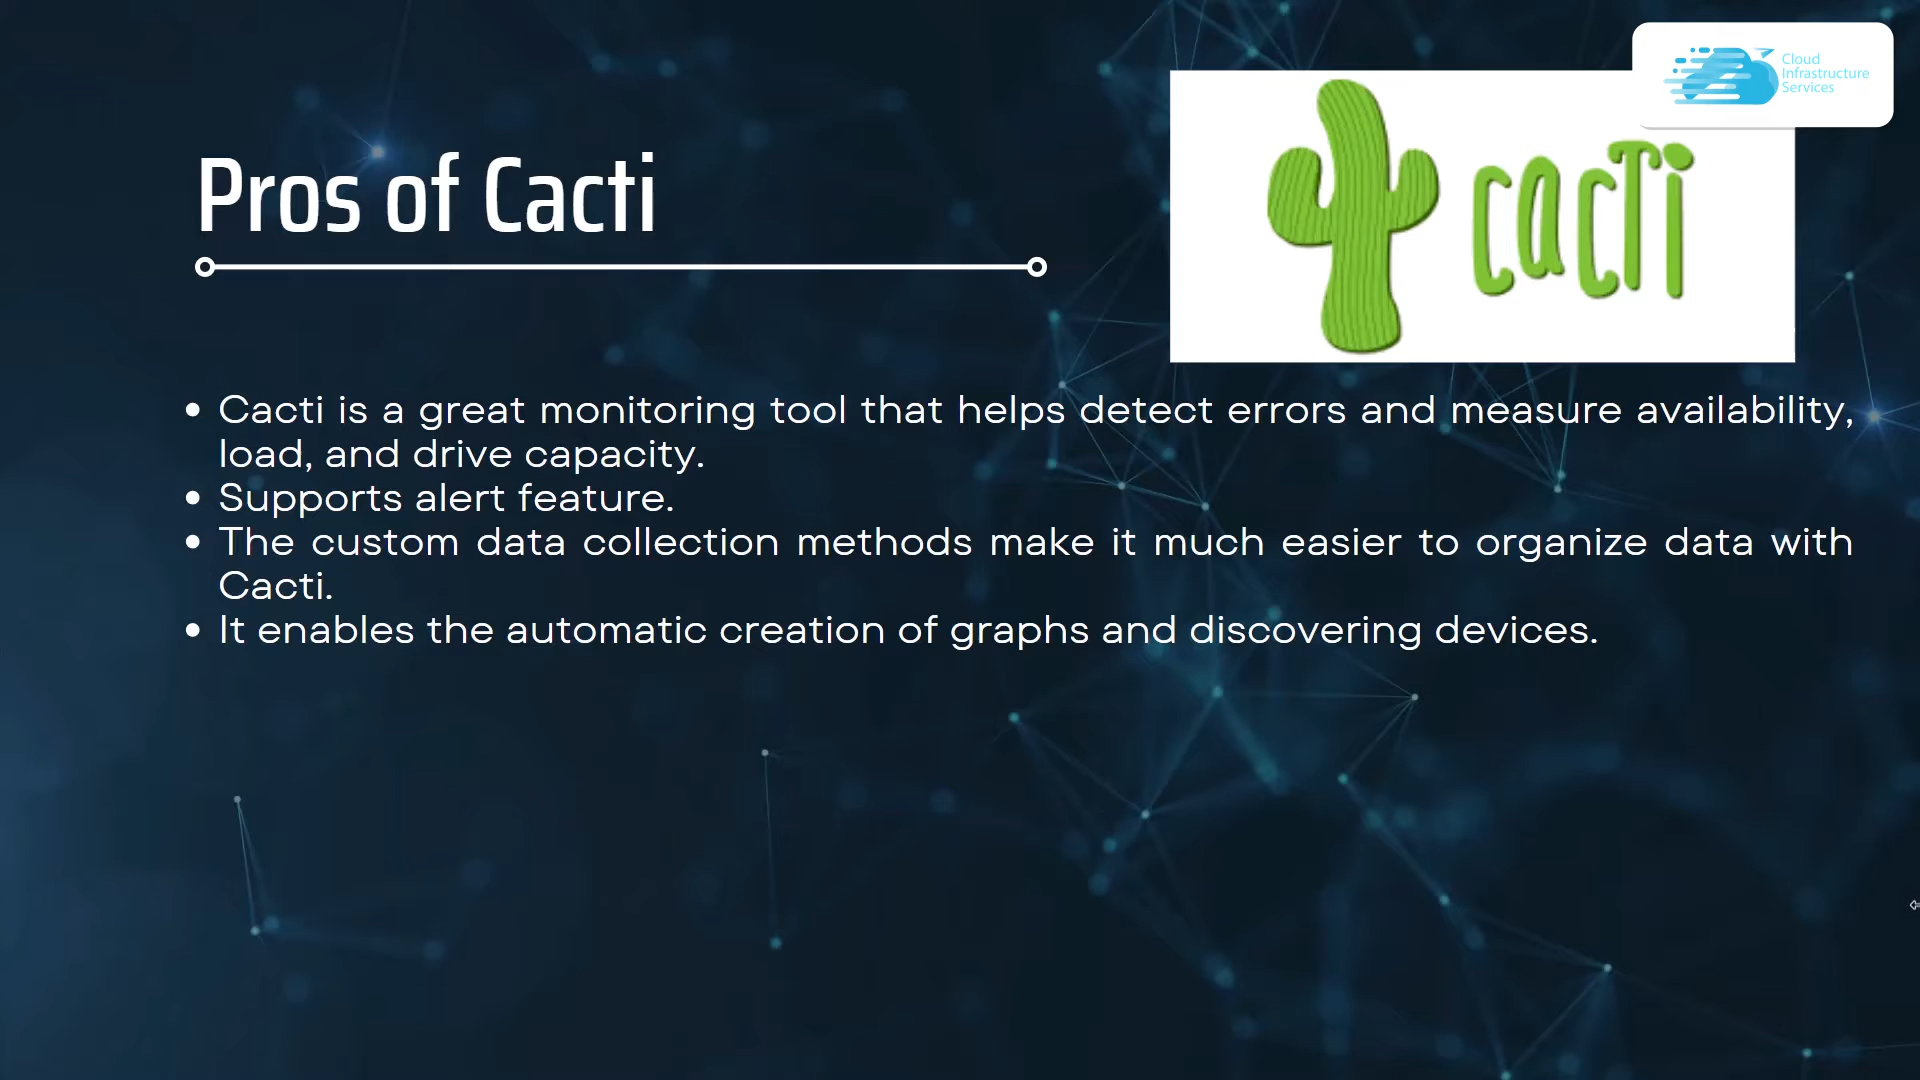 Cloud
Infrastructure
Services
cacti
Pros of Cacti
• Cacti is a great monitoring tool that helps detect errors and measure availability,
load, and drive capacity.
• Supports alert feature.
• The custom data collection methods make it much easier to organize data with
Cacti.
• It enables the automatic creation of graphs and discovering devices.